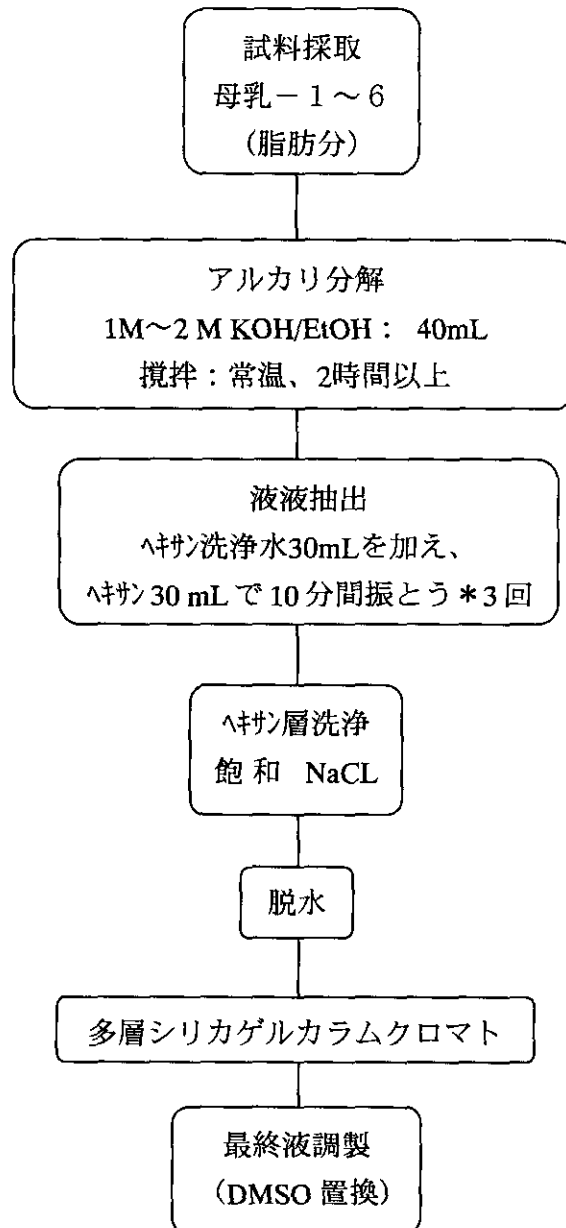 試料採取
母乳－１～６
(脂肪分)
アルカリ分解
1M～2 M KOH/EtOH： 40mL
攪拌：常温、2時間以上
液液抽出
ﾍｷｻﾝ洗浄水30mLを加え、
ﾍｷｻﾝ 30 mL で 10 分間振とう＊3 回
ﾍｷｻﾝ層洗浄
飽 和 NaCL
脱水
多層シリカゲルカラムクロマト
最終液調製
（DMSO 置換）